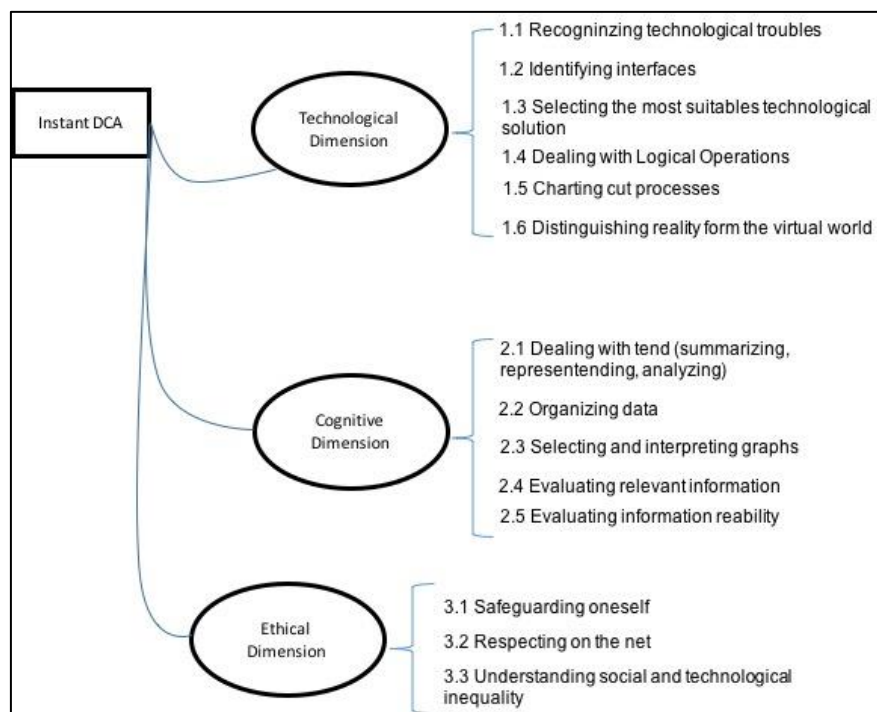 Instant DCA
Technological
Dimension
1.1 Recogninzing technological troubles
1.2 Identifying interfaces
1.3 Selecting the most suitables technological
solution
1.4 Dealing with Logical Operations
1.5 Charting cut processes
1.6 Distinguishing reality form the virtual world
Cognitive
Dimension
2.1 Dealing with tend (summarizing,
representending, analyzing)
2.2 Organizing data
2.3 Selecting and interpreting graphs
2.4 Evaluating relevant information
2.5 Evaluating information reability
Ethical
Dimension
3.1 Safeguarding oneself
3.2 Respecting on the net
3.3 Understanding social and technological
inequality